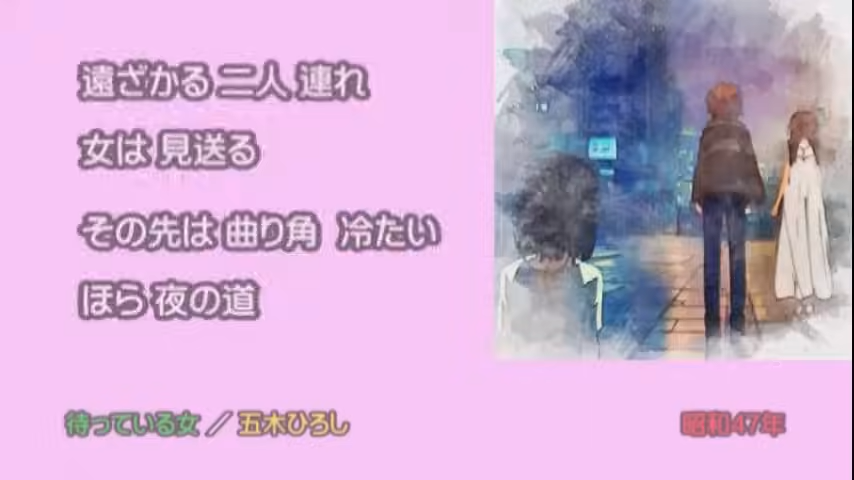 遠ざかる 二人 連れ
女は 見送る
その先は 曲り角 冷たい
ほら 夜の道
待っている女 ／ 五木ひろし
昭和47年